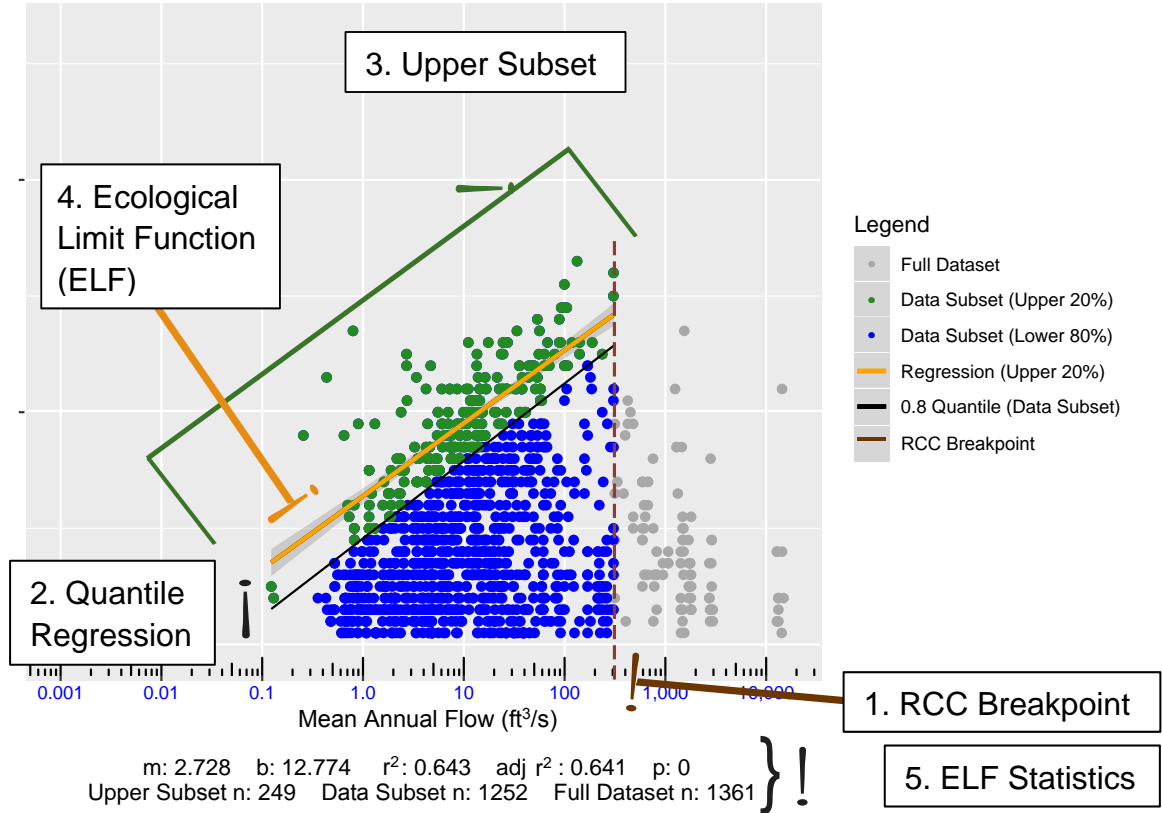 3. Upper Subset
4. Ecological
Limit Function
(ELF)
Legend
Full Dataset
Data Subset (Upper 20%)
Data Subset (Lower 80%)
Regression (Upper 20%)
0.8 Quantile (Data Subset)
RCC Breakpoint
2. Quantile
Regression
0.001 0.01 0.1 1.0 10 100 1,000 10,000
Mean Annual Flow (ft³/s)
1. RCC Breakpoint
m: 2.728 b: 12.774 r²: 0.643 adj r² : 0.641 p: 0
Upper Subset n: 249 Data Subset n: 1252 Full Dataset n: 1361
} !
5. ELF Statistics